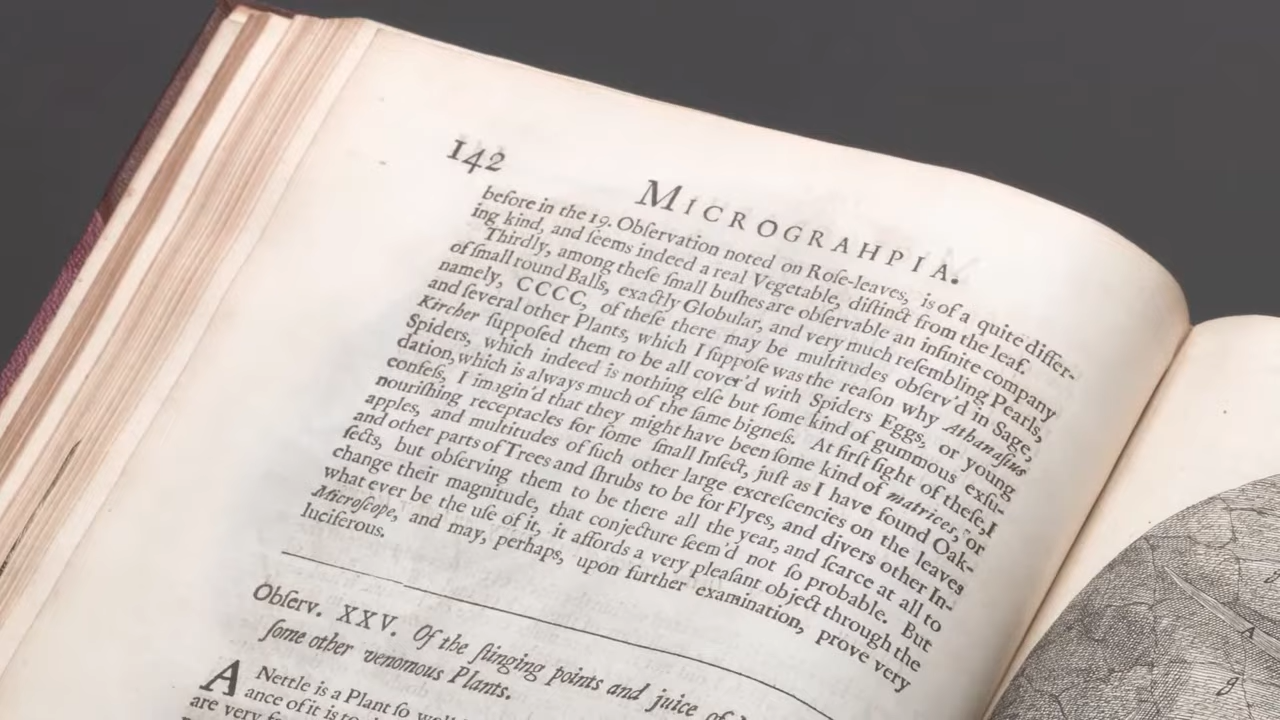 142
MICROGRAHPIA.
before in the 19. Obſervation noted on Roſe-leaves, is of a quite differ-
ing kind, and ſeems indeed a real Vegetable, diſtinct from the leaf.
Thirdly, among theſe ſmall buſhes are obſervable an infinite company
of ſmall round Balls, exactly Globular, and very much reſembling Pearls,
namely, CCCC, of theſe there may be multitudes obſerv'd in Sage,
and ſeveral other Plants, which I ſuppoſe was the reaſon why Athanaſius
Kircher ſuppoſed them to be all cover'd with Spiders Eggs, or young
Spiders, which indeed is nothing elſe but ſome kind of gummous exſu-
dation, which is always much of the ſame bigneſs. At firſt ſight of theſe, I
confeſs, I imagin'd that they might have been ſome kind of matrices, or
nouriſhing receptacles for ſome ſmall Inſect, juſt as I have found Oak-
apples, and multitudes of ſuch other large excreſcencies on the leaves
and other parts of Trees and ſhrubs to be for Flyes, and divers other In-
ſects, but obſerving them to be there all the year, and ſcarce at all to
change their magnitude, that conjecture ſeem'd not ſo probable. But
what ever be the uſe of it, it affords a very pleaſant object through the
Microſcope, and may, perhaps, upon further examination, prove very
luciferous.
Obſerv. XXV. Of the ſtinging points and juice of
ſome other venomous Plants.
A Nettle is a Plant ſo
ance of it is
are very
A
g